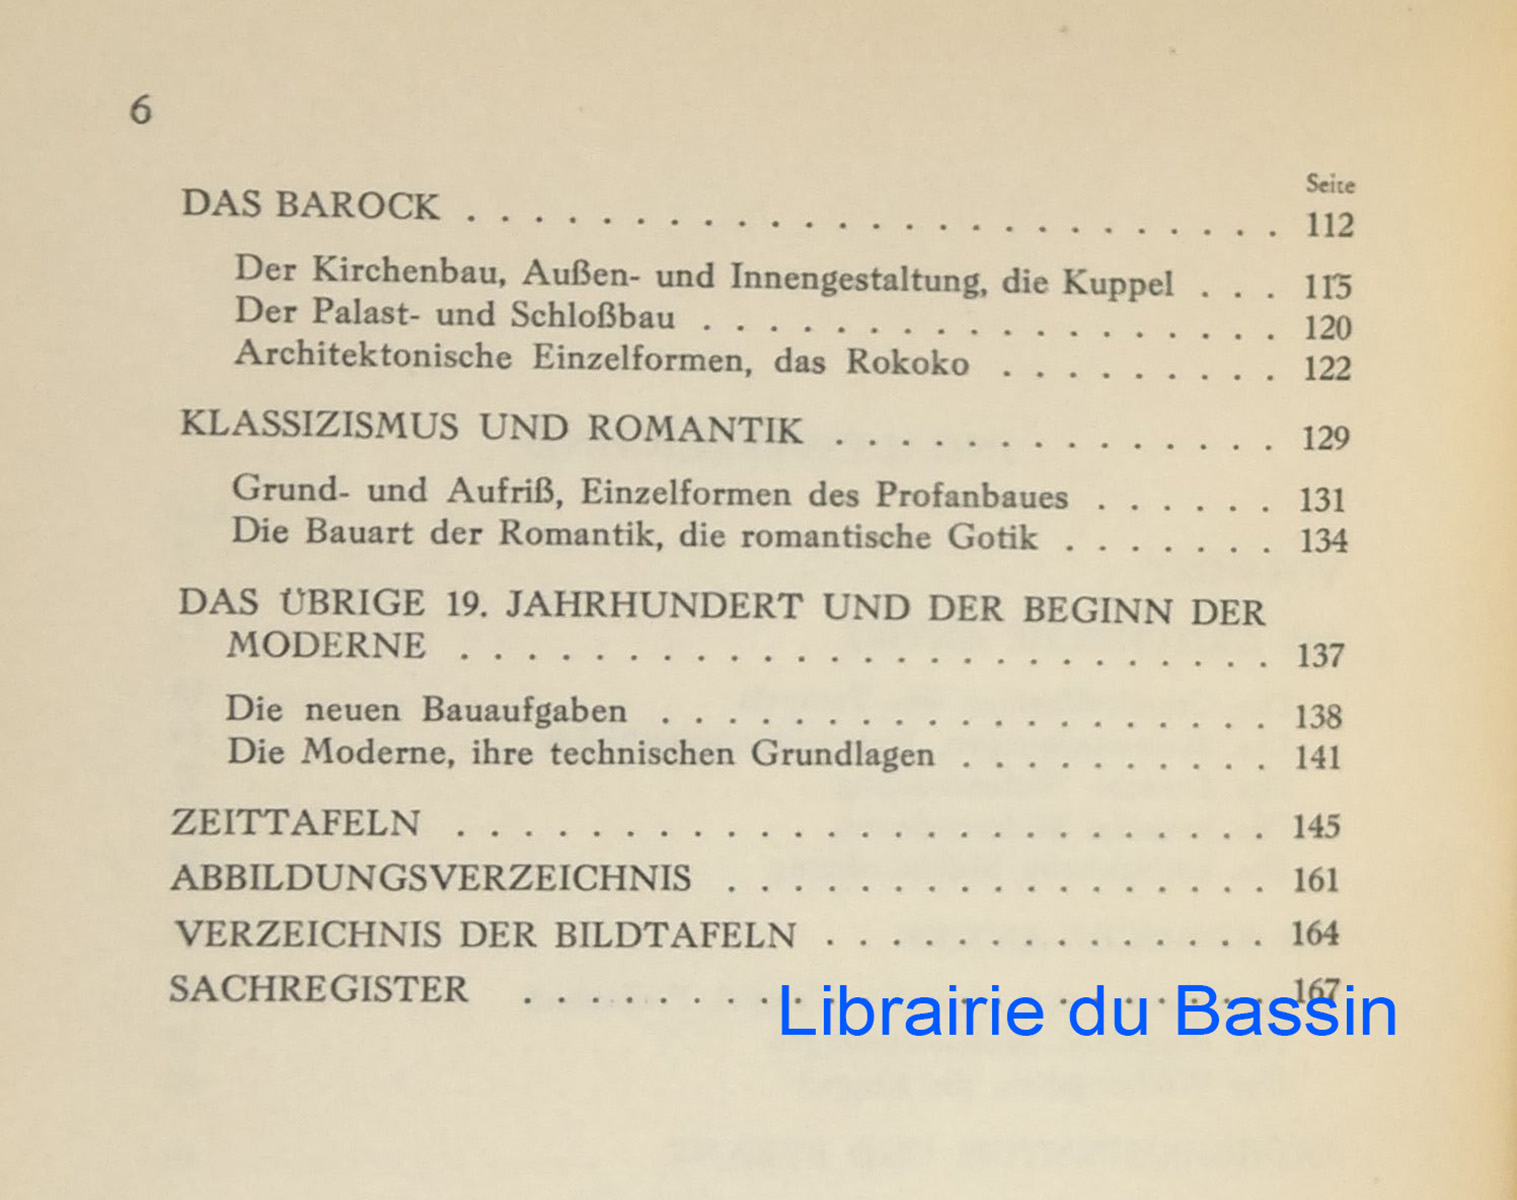 6
Seite
DAS BAROCK . . . . . . . . . . . . . . . . . . . . . . . . . 112
Der Kirchenbau, Außen- und Innengestaltung, die Kuppel . . . 115
Der Palast- und Schloßbau . . . . . . . . . . . . . . . . . . 120
Architektonische Einzelformen, das Rokoko . . . . . . . . . 122
KLASSIZISMUS UND ROMANTIK . . . . . . . . . . . . . . 129
Grund- und Aufriß, Einzelformen des Profanbaues . . . . . . 131
Die Bauart der Romantik, die romantische Gotik . . . . . . . 134
DAS ÜBRIGE 19. JAHRHUNDERT UND DER BEGINN DER
MODERNE . . . . . . . . . . . . . . . . . . . . . . . . . 137
Die neuen Bauaufgaben . . . . . . . . . . . . . . . . . . . 138
Die Moderne, ihre technischen Grundlagen . . . . . . . . . . 141
ZEITTAFELN . . . . . . . . . . . . . . . . . . . . . . . . . 145
ABBILDUNGSVERZEICHNIS . . . . . . . . . . . . . . . . . 161
VERZEICHNIS DER BILDTAFELN . . . . . . . . . . . . . . 164
SACHREGISTER . . . . . . . . . . . . . . . . . . . . . . . 167
Librairie du Bassin